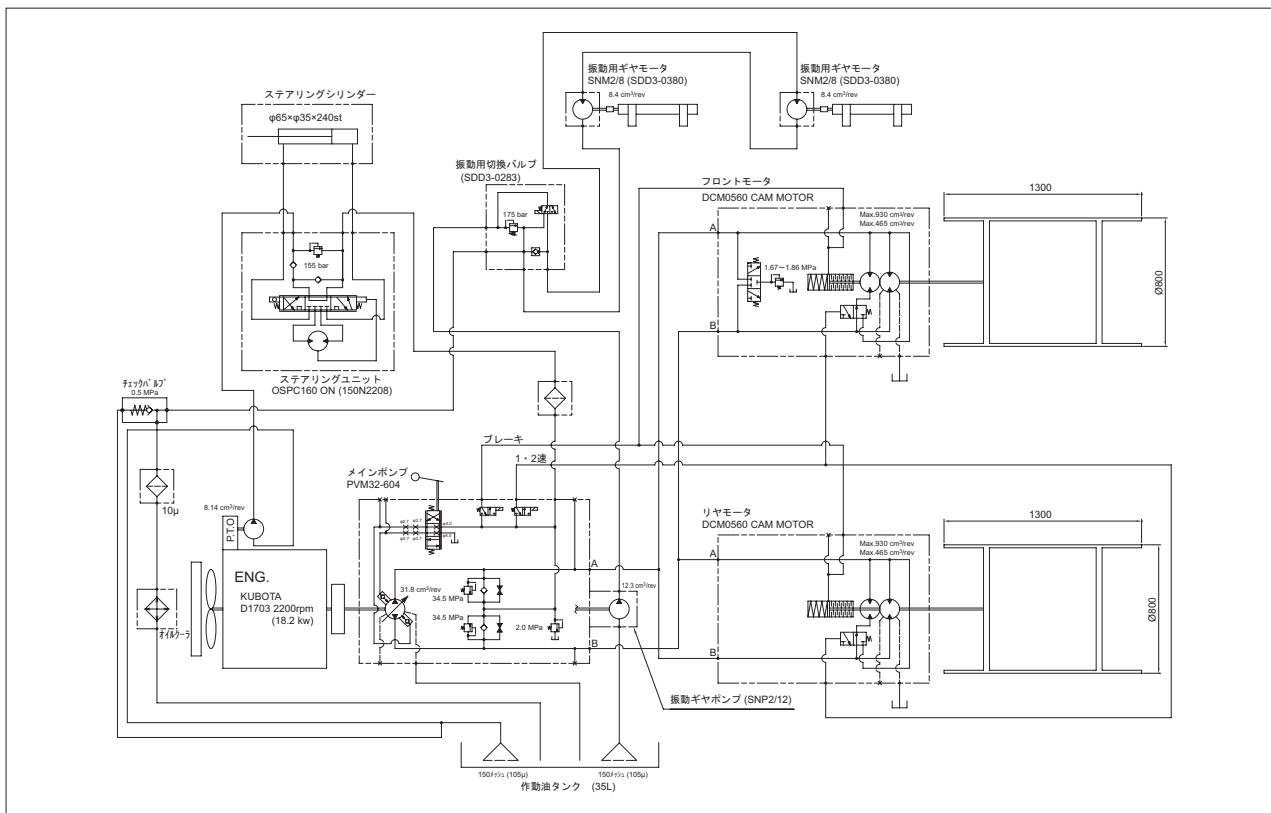 振動用ギヤモータ
SNM2/8 (SDD3-0380)
8.4 cm³/rev
振動用ギヤモータ
SNM2/8 (SDD3-0380)
8.4 cm³/rev
ステアリングシリンダー
φ65×φ35×240st
振動用切換バルブ
(SDD3-0283)
175 bar
155 bar
ステアリングユニット
OSPC160 ON (150N2208)
フロントモータ
DCM0560 CAM MOTOR
Max.930 cm³/rev
Max.465 cm³/rev
A
1.67～1.86 MPa
B
1300
Ø800
チェックバルブ
0.5 MPa
10μ
8.14 cm³/rev
P.T.O
ENG.
KUBOTA
D1703 2200rpm
(18.2 kw)
オイルクーラ
メインポンプ
PVM32-604
ブレーキ
1・2速
φ0.7
φ0.7
φ0.7
φ0.7
31.8 cm³/rev
34.5 MPa
34.5 MPa
2.0 MPa
A
B
12.3 cm³/rev
振動ギヤポンプ (SNP2/12)
リヤモータ
DCM0560 CAM MOTOR
Max.930 cm³/rev
Max.465 cm³/rev
A
B
1300
Ø800
150メッシュ (105μ)
150メッシュ (105μ)
作動油タンク (35L)